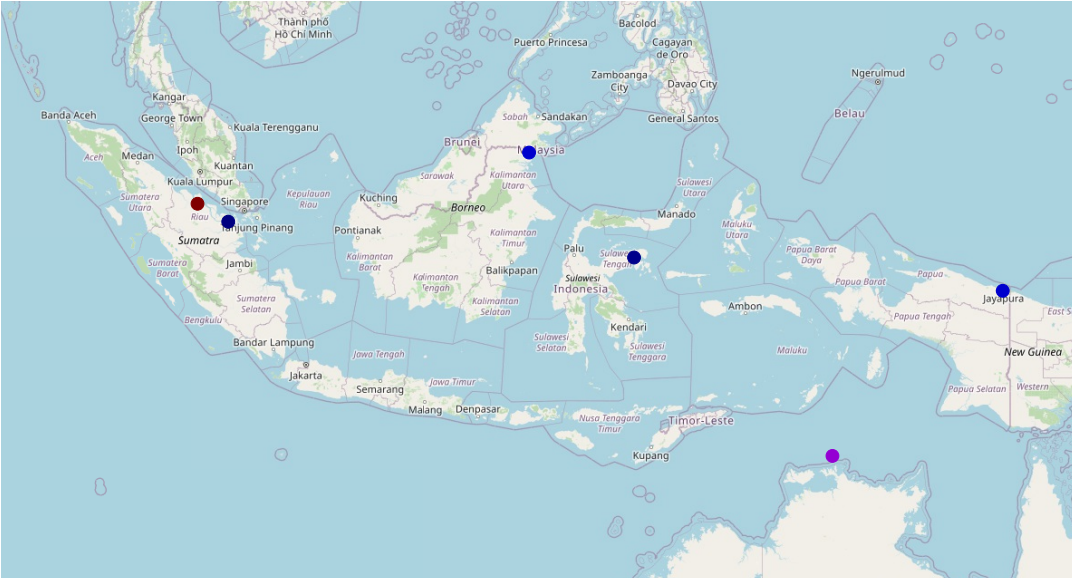 Thành phố
Hồ Chí Minh
Bacolod
Puerto Princesa
Cagayan
de Oro
Zamboanga
City
Davao City
General Santos
Ngerulmud
Belau
Kangar
George Town
Banda Aceh
Kuala Terengganu
Ipoh
Medan
Aceh
Kuantan
Kuala Lumpur
Sabah
Sandakan
Brunei
Malaysia
Sarawak
Kalimantan
Utara
Sumatra
Utara
Riau
Singapore
Kepulauan
Riau
Kuching
Borneo
Tanjung Pinang
Sumatra
Pontianak
Sulawesi
Utara
Manado
Maluku
Utara
Kalimantan
Timur
Palu
Sulawesi
Tengah
Papua Barat
Daya
Papua Barat
Papua
Jambi
Sumatera
Barat
Kalimantan
Barat
Balikpapan
Kalimantan
Tengah
Sulawesi
Indonesia
Jayapura
Sumatera
Selatan
Kalimantan
Selatan
Ambon
Papua Tengah
East S
Bengkulu
Kendari
Bandar Lampung
Sulawesi
Selatan
Sulawesi
Tenggara
Maluku
New Guinea
Jawa Tengah
Jakarta
Semarang
Jawa Timur
Papua Selatan
Western
Malang
Denpasar
Nusa Tenggara
Timur
Timor-Leste
Kupang